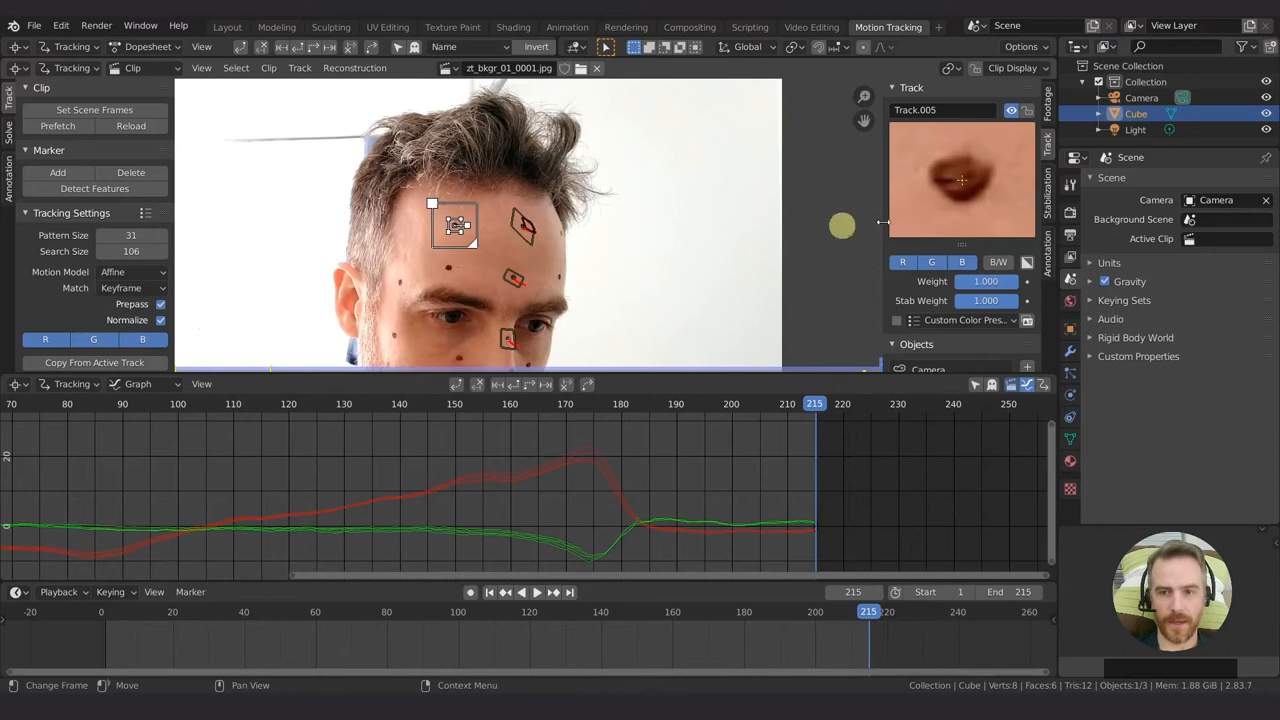 File Edit Render Window Help Layout Modeling Sculpting UV Editing Texture Paint Shading Animation Rendering Compositing Scripting Video Editing Motion Tracking + Scene View Layer
Tracking Dopesheet View Name Invert Global Options
Tracking Clip View Select Clip Track Reconstruction zt_bkgr_01_0001.jpg Clip Display
Scene Collection
Collection
Camera
Cube
Light
Scene
Scene
Camera Camera
Background Scene
Active Clip
Units
Gravity
Keying Sets
Audio
Rigid Body World
Custom Properties
Track
Solve
Annotation
Clip
Set Scene Frames
Prefetch Reload
Marker
Add Delete
Detect Features
Tracking Settings
Pattern Size 31
Search Size 106
Motion Model Affine
Match Keyframe
Prepass
Normalize
R G B
Copy From Active Track
Track
Track.005
R G B B/W
Weight 1.000
Stab Weight 1.000
Custom Color Pres...
Objects
Camera
Footage
Track
Stabilization
Annotation
Tracking Graph View
70 80 90 100 110 120 130 140 150 160 170 180 190 200 215 220 230 240 250
20
0
Playback Keying View Marker 215 Start 1 End 215
-20 0 20 40 60 80 100 120 140 160 180 200 215 220 240 260
Change Frame Move Pan View Context Menu Collection | Cube | Verts:8 | Faces:6 | Tris:12 | Objects:1/3 | Mem: 1.88 GiB | 2.83.7